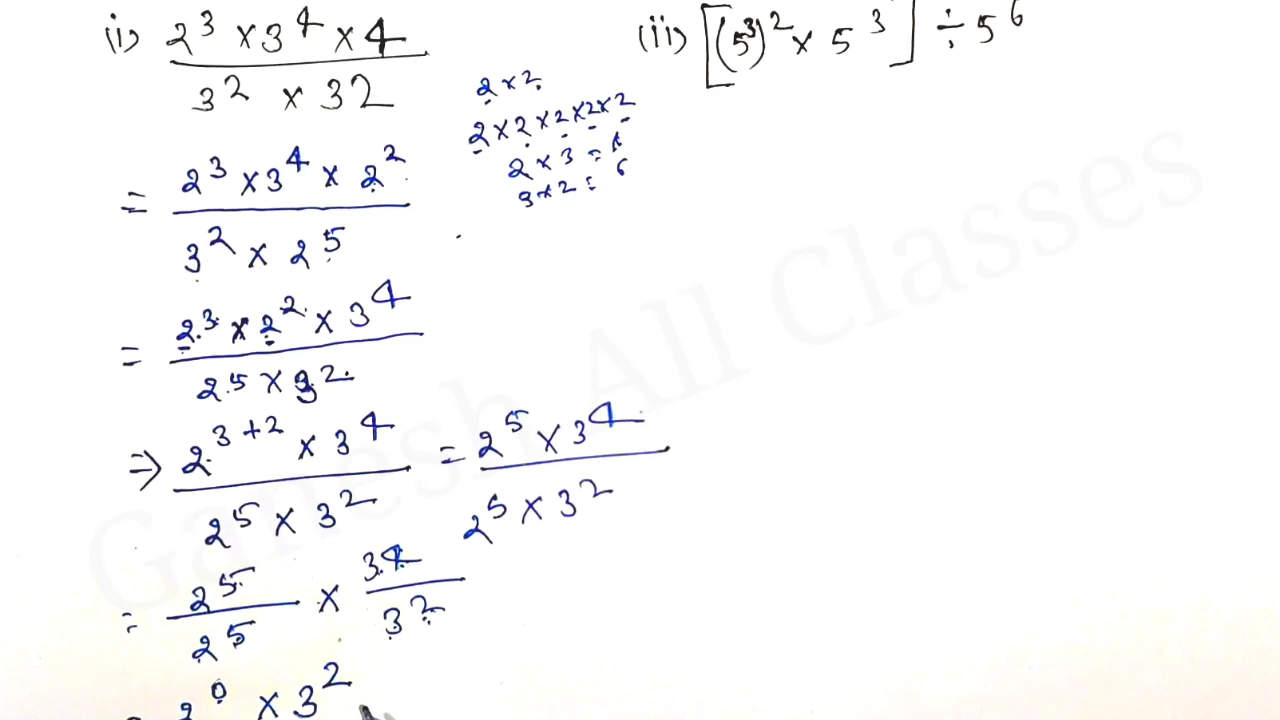 (i) 2³ × 3⁴ × 4 / 3² × 32
(ii) [(5³)² × 5³] ÷ 5⁶
2 × 2
2 × 2 × 2 × 2 × 2
2 × 3 = 6
3 × 2 = 6
= 2³ × 3⁴ × 2² / 3² × 2⁵
= 2³ × 2² × 3⁴ / 2⁵ × 3²
⇒ 2³⁺² × 3⁴ / 2⁵ × 3² = 2⁵ × 3⁴ / 2⁵ × 3²
= 2⁵ / 2⁵ × 3⁴ / 3²
2⁰ × 3²
Ganesh All Classes